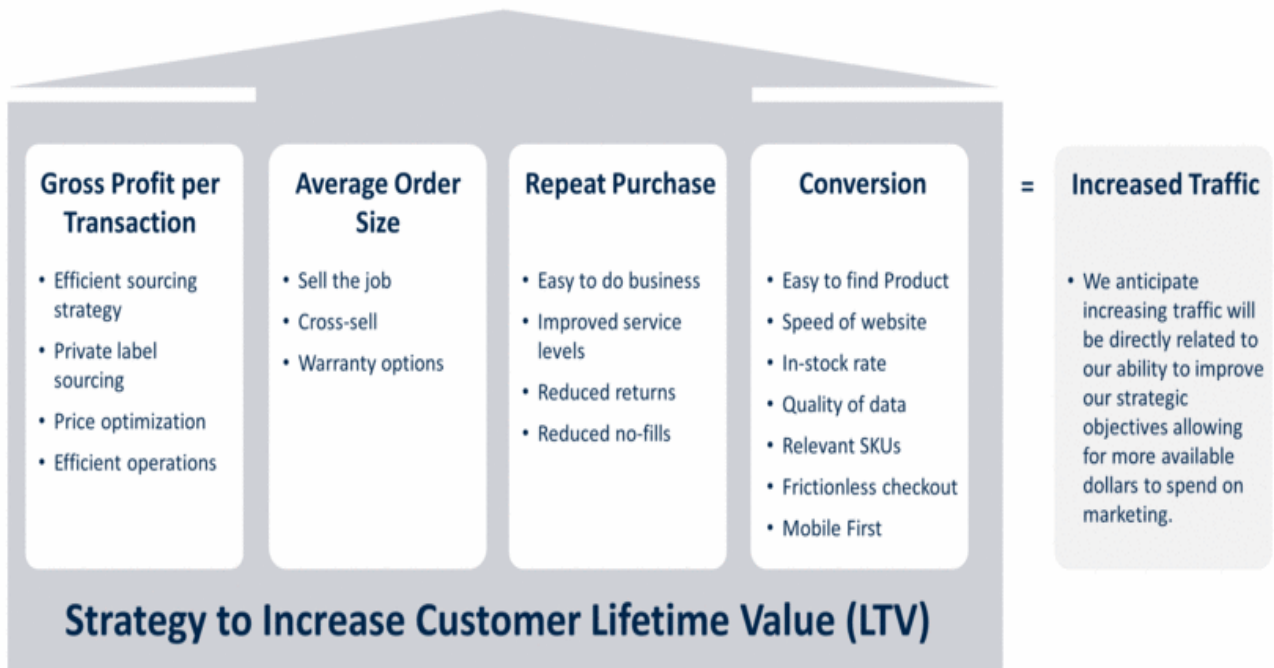 Gross Profit per
Transaction
• Efficient sourcing
strategy
• Private label
sourcing
• Price optimization
• Efficient operations
Average Order
Size
• Sell the job
• Cross-sell
• Warranty options
Repeat Purchase
• Easy to do business
• Improved service
levels
• Reduced returns
• Reduced no-fills
Conversion
• Easy to find Product
• Speed of website
• In-stock rate
• Quality of data
• Relevant SKUs
• Frictionless checkout
• Mobile First
=
Increased Traffic
• We anticipate
increasing traffic will
be directly related to
our ability to improve
our strategic
objectives allowing
for more available
dollars to spend on
marketing.
Strategy to Increase Customer Lifetime Value (LTV)